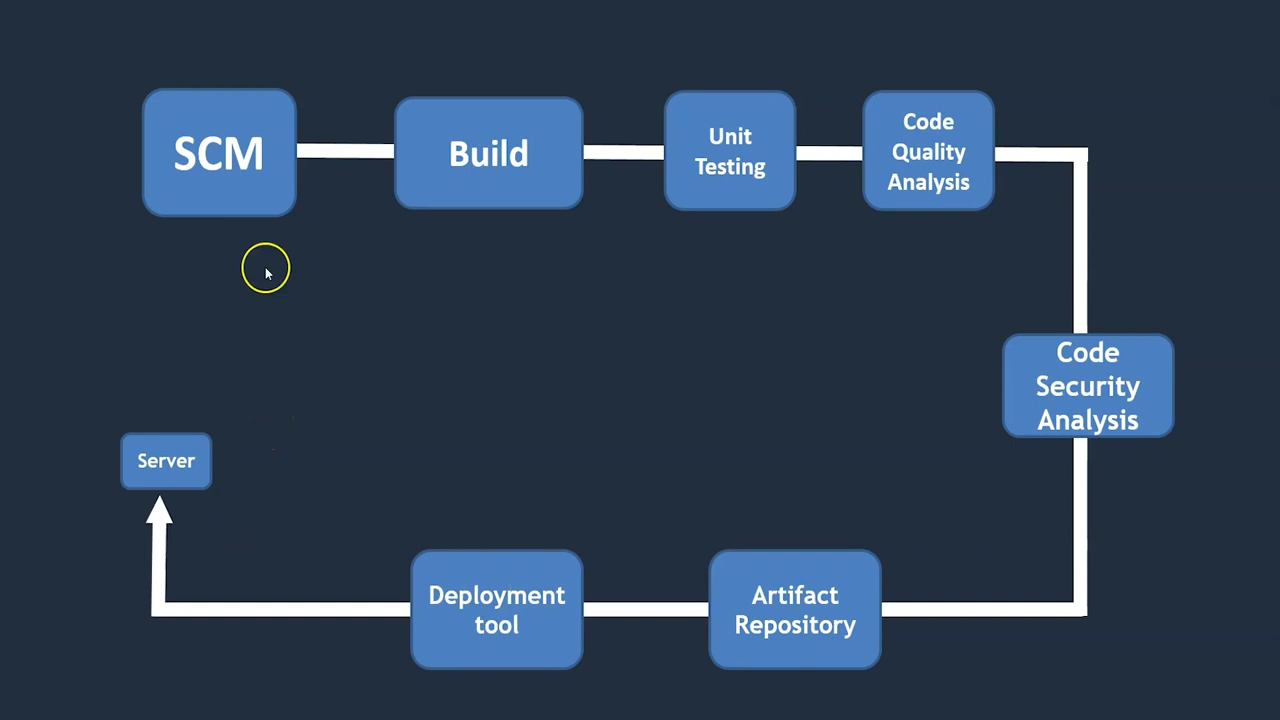 SCM
Build
Unit
Testing
Code
Quality
Analysis
Code
Security
Analysis
Server
Deployment
tool
Artifact
Repository